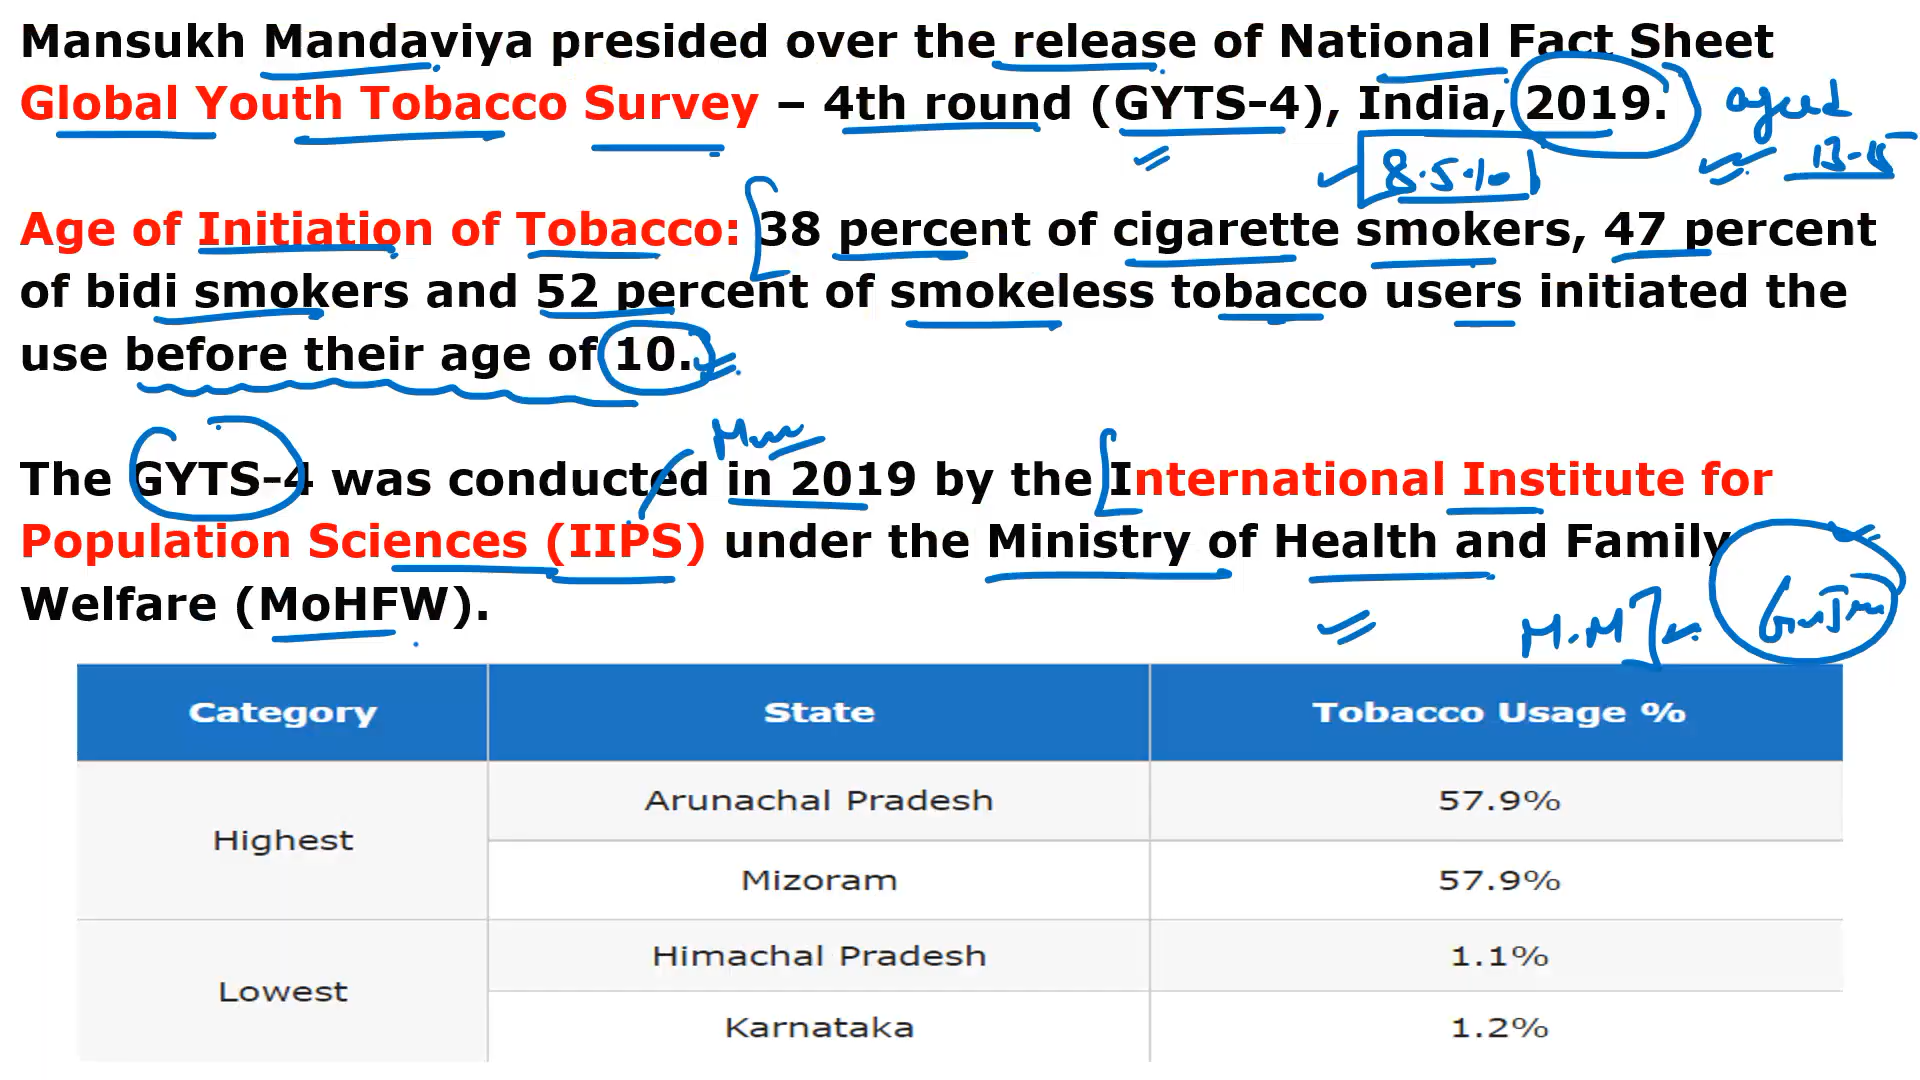 Mansukh Mandaviya presided over the release of National Fact Sheet
Global Youth Tobacco Survey – 4th round (GYTS-4), India, 2019.
aged
13-15
8.5%
Age of Initiation of Tobacco: 38 percent of cigarette smokers, 47 percent
of bidi smokers and 52 percent of smokeless tobacco users initiated the
use before their age of 10.
The GYTS-4 was conducted in 2019 by the International Institute for
Population Sciences (IIPS) under the Ministry of Health and Family
Welfare (MoHFW).
M.M
Category State Tobacco Usage %
Highest
Arunachal Pradesh 57.9%
Mizoram 57.9%
Lowest
Himachal Pradesh 1.1%
Karnataka 1.2%